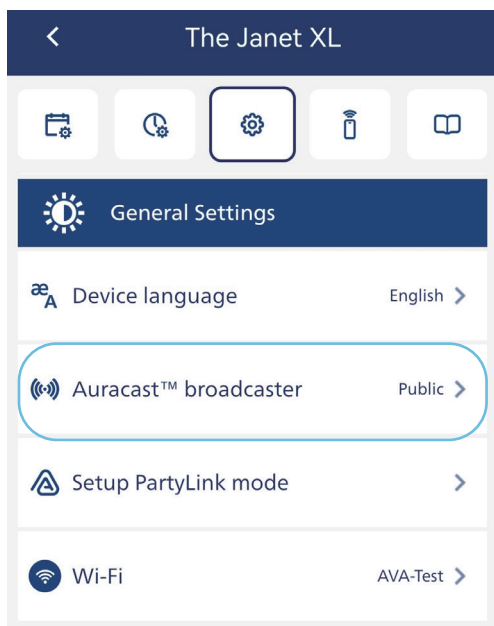 The Janet XL
General Settings
æA Device language English
Auracast™ broadcaster Public
Setup PartyLink mode
Wi-Fi AVA-Test